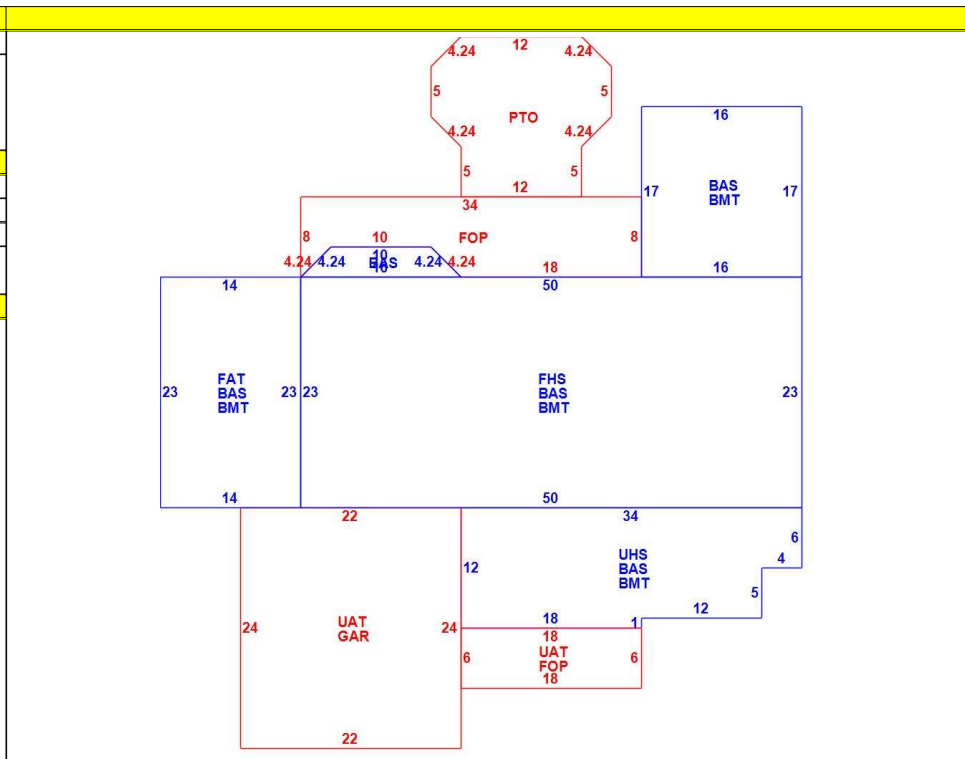 4.24 12 4.24
5 5
PTO
4.24 4.24
5 5
12
16
17 BAS 17
BMT
34
8 10 FOP 8
4.24 4.24 10 BAS 4.24 4.24
16 18 16
14 50
23 FAT 23 23 FHS 23
BAS BAS
BMT BMT
14 50
22 34
6
4
12 UHS
BAS
BMT
5
12
18 1
24 UAT 24
GAR
18
6 UAT 6
FOP
18
22